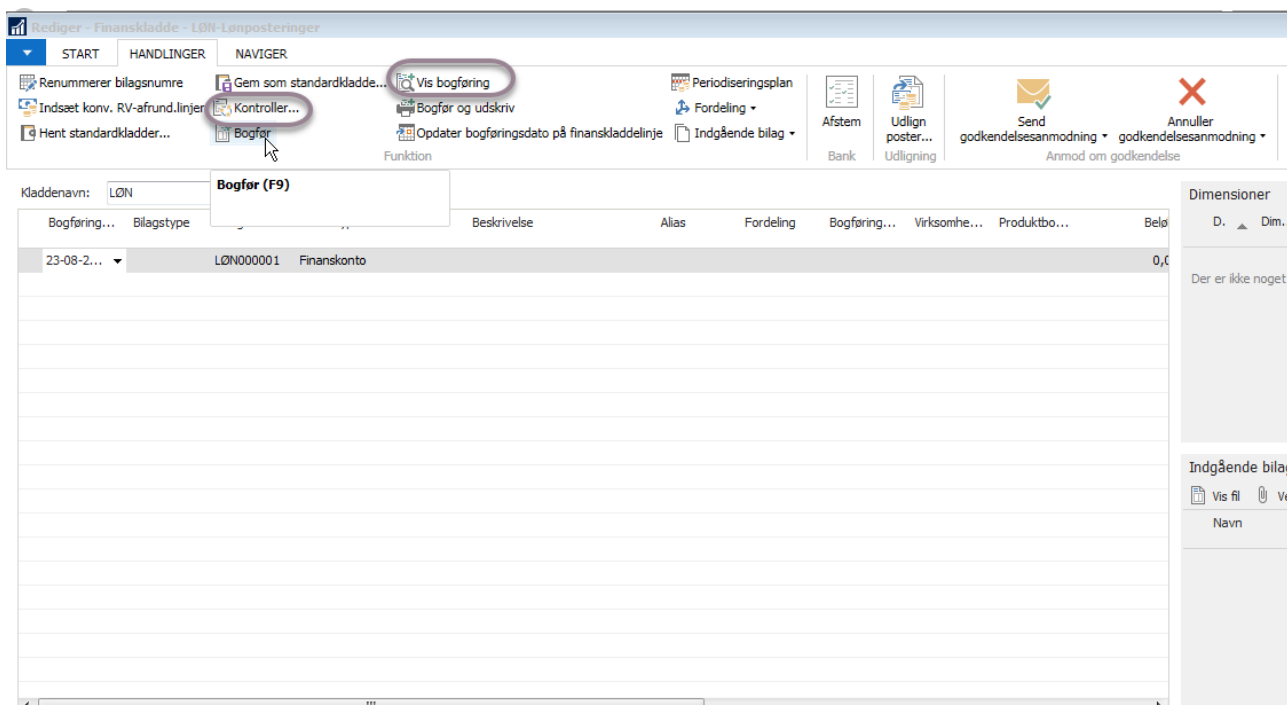 Rediger - Finanskladde - LØN-Lønposteringer
START HANDLINGER NAVIGER
Renummerer bilagsnumre Gem som standardkladde... Vis bogføring Periodiseringsplan
Indsæt konv. RV-afrund.linjer Kontroller... Bogfør og udskriv Fordeling
Hent standardkladder... Bogfør Opdater bogføringsdato på finanskladdelinje Indgående bilag
Afstem
Udlign
poster...
Send
godkendelsesanmodning
Annuller
godkendelsesanmodning
Funktion Bank Udligning Anmod om godkendelse
Kladdenavn: LØN
Bogfør (F9)
Dimensioner
Bogføring... Bilagstype Beskrivelse Alias Fordeling Bogføring... Virksomhe... Produktbo... Belø
D. Dim.
23-08-2... LØN000001 Finanskonto 0,0
Der er ikke noget
Indgående bilag
Vis fil Ve
Navn